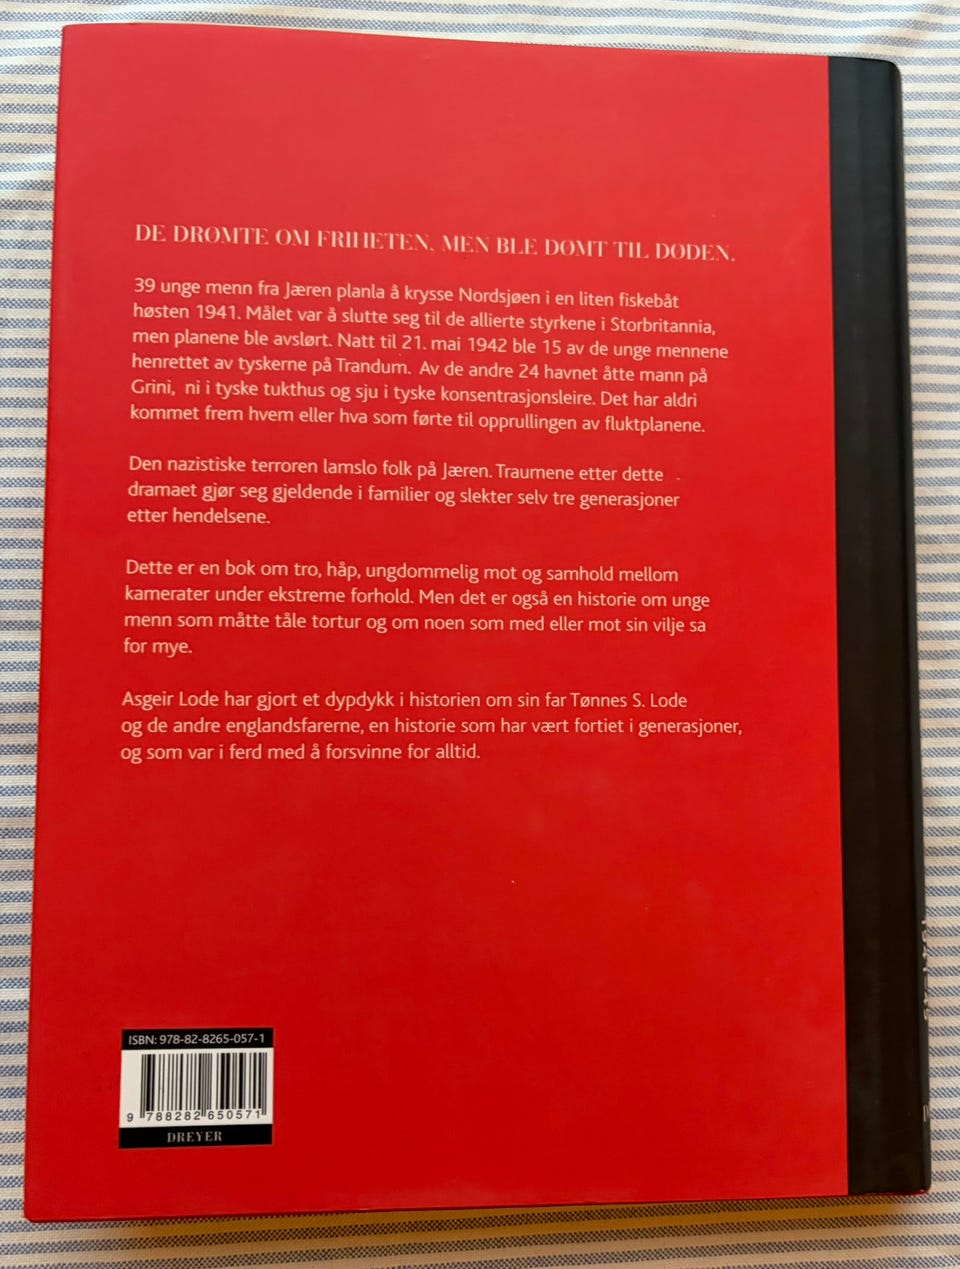 DE DRØMTE OM FRIHETEN, MEN BLE DØMT TIL DØDEN.
39 unge menn fra Jæren planla å krysse Nordsjøen i en liten fiskebåt
høsten 1941. Målet var å slutte seg til de allierte styrkene i Storbritannia,
men planene ble avslørt. Natt til 21. mai 1942 ble 15 av de unge mennene
henrettet av tyskerne på Trandum. Av de andre 24 havnet åtte mann på
Grini, ni i tyske tukthus og sju i tyske konsentrasjonsleire. Det har aldri
kommet frem hvem eller hva som førte til opprullingen av fluktplanene.
Den nazistiske terroren lamslo folk på Jæren. Traumene etter dette
dramaet gjør seg gjeldende i familier og slekter selv tre generasjoner
etter hendelsene.
Dette er en bok om tro, håp, ungdommelig mot og samhold mellom
kamerater under ekstreme forhold. Men det er også en historie om unge
menn som måtte tåle tortur og om noen som med eller mot sin vilje sa
for mye.
Asgeir Lode har gjort et dypdykk i historien om sin far Tønnes S. Lode
og de andre englandsfarerne, en historie som har vært fortiet i generasjoner,
og som var i ferd med å forsvinne for alltid.
ISBN: 978-82-8265-057-1
9 788282 650571
DREYER